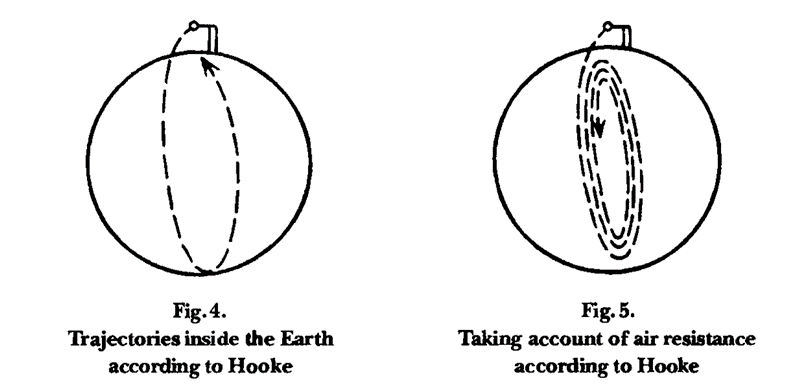 Fig. 4.
Trajectories inside the Earth
according to Hooke
Fig. 5.
Taking account of air resistance
according to Hooke